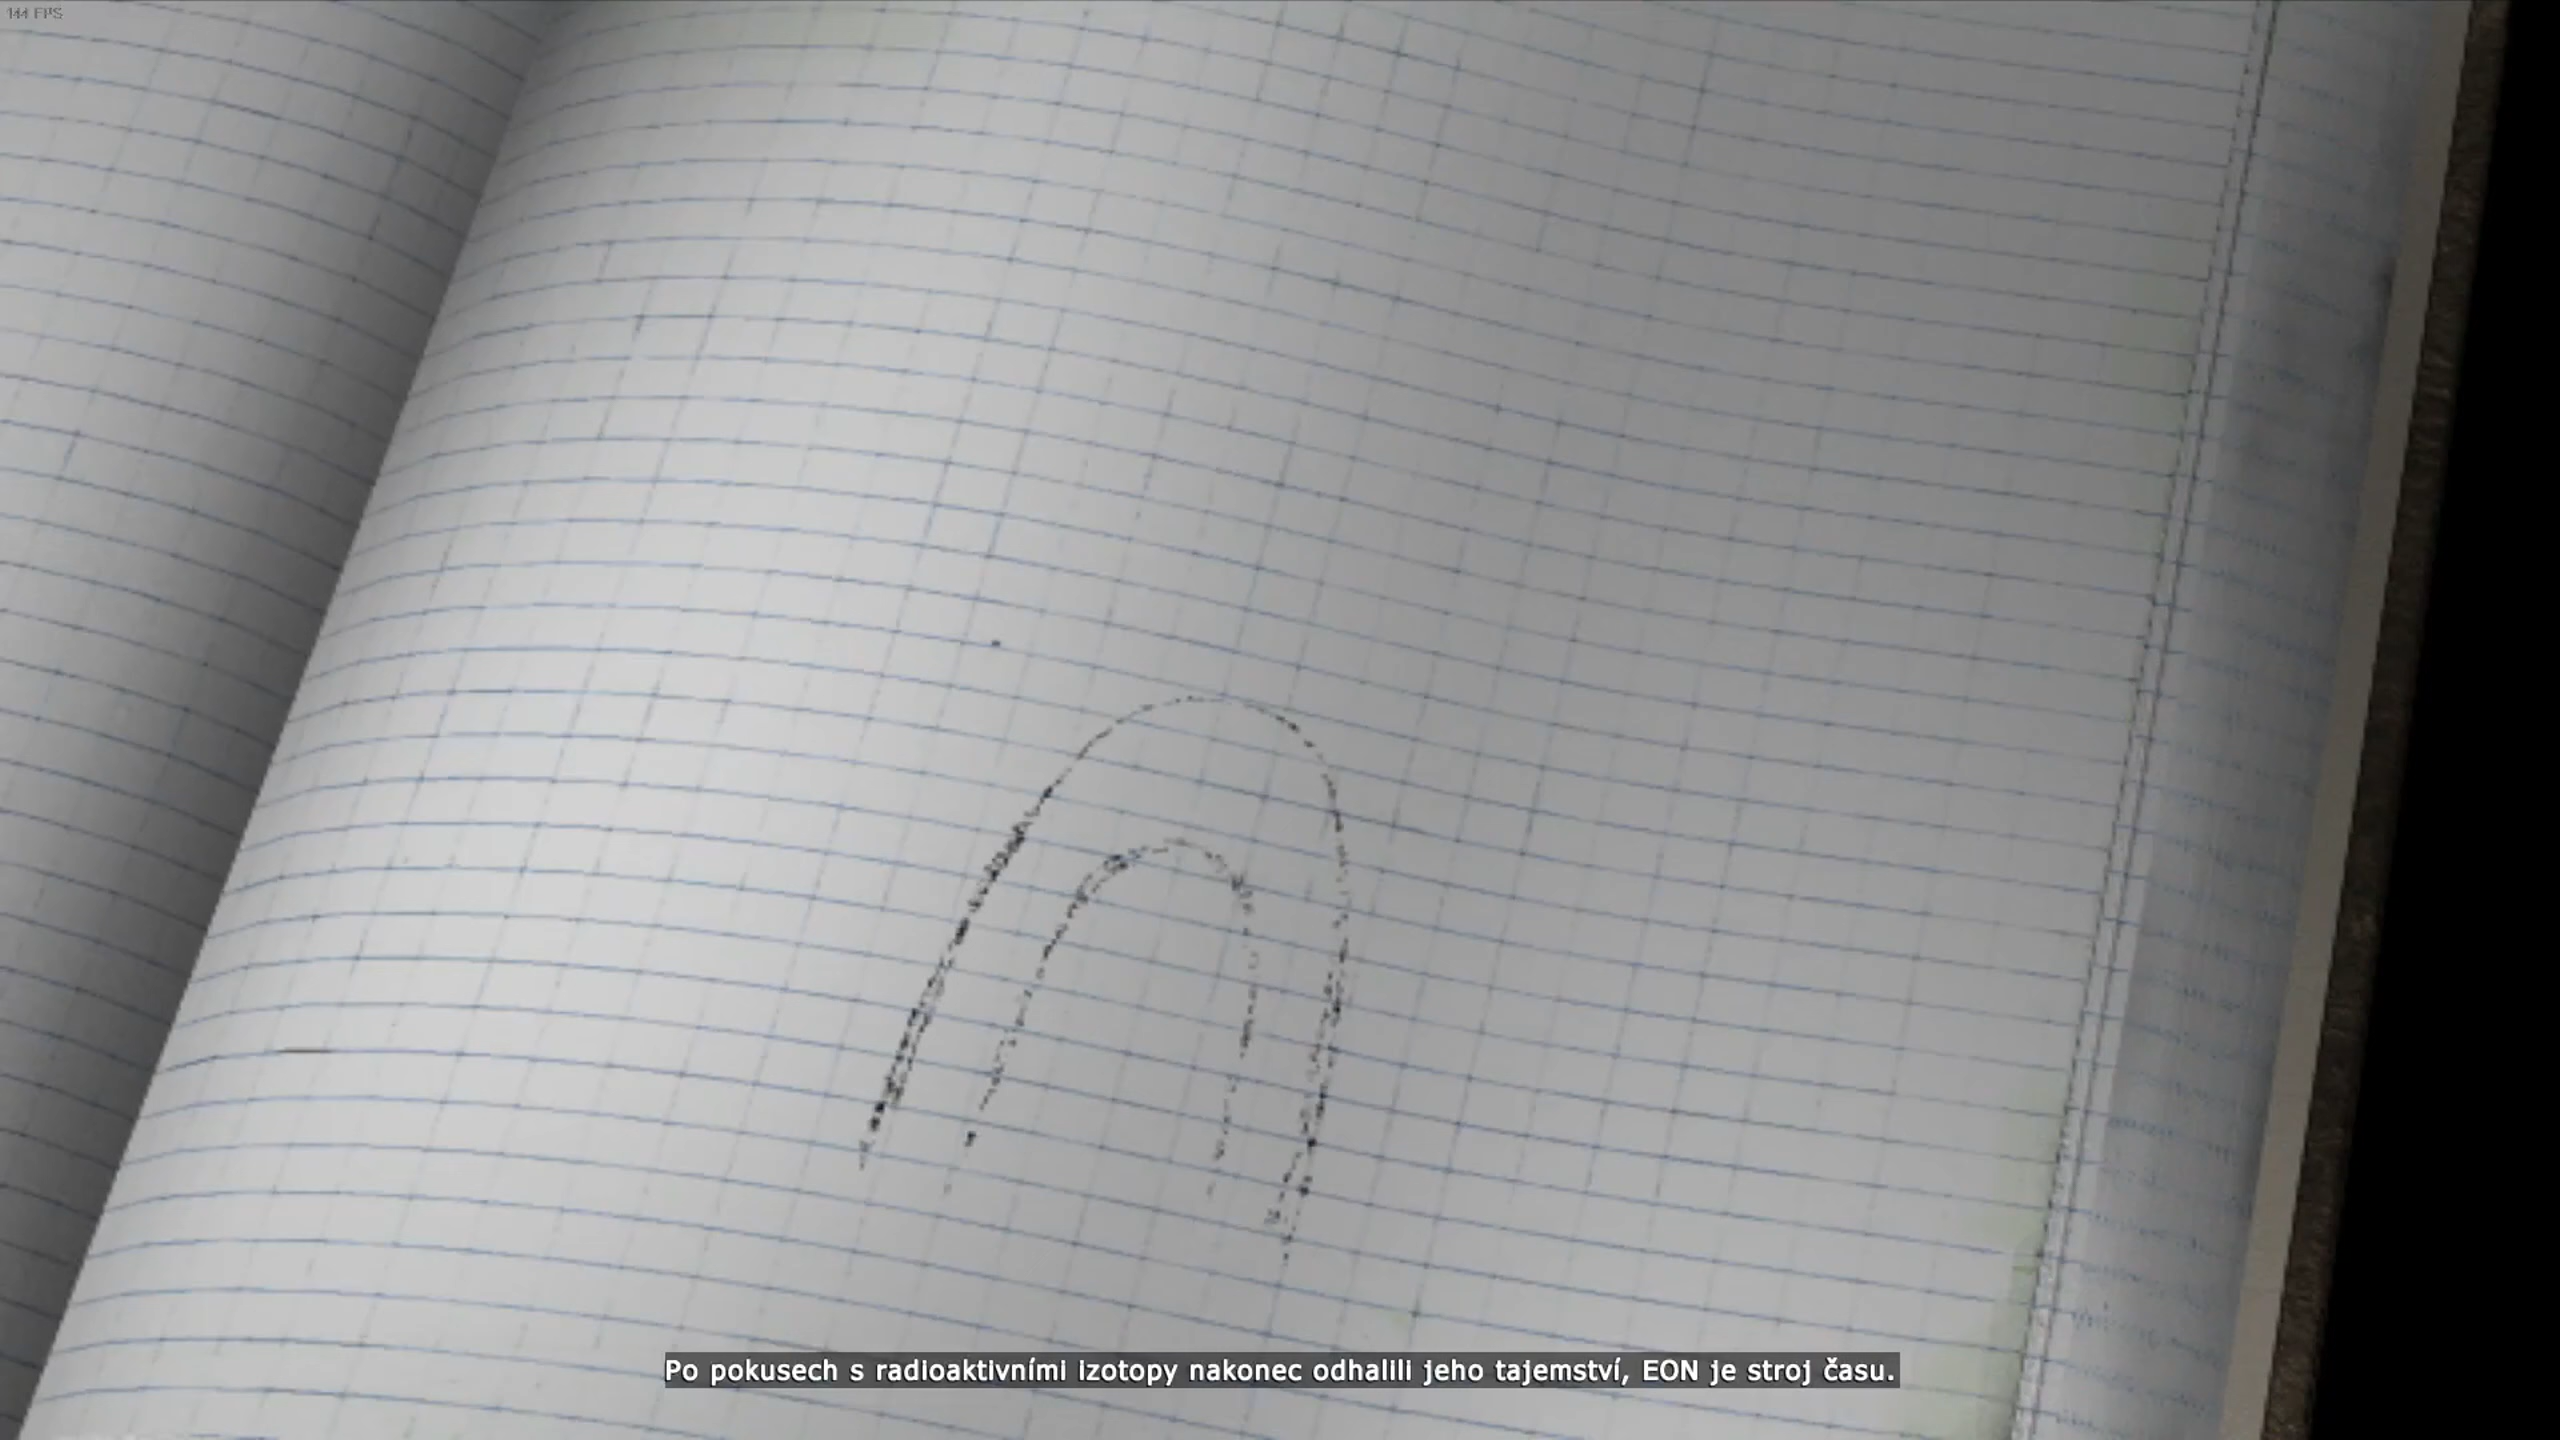 144 FPS
Po pokusech s radioaktivními izotopy nakonec odhalili jeho tajemství, EON je stroj času.